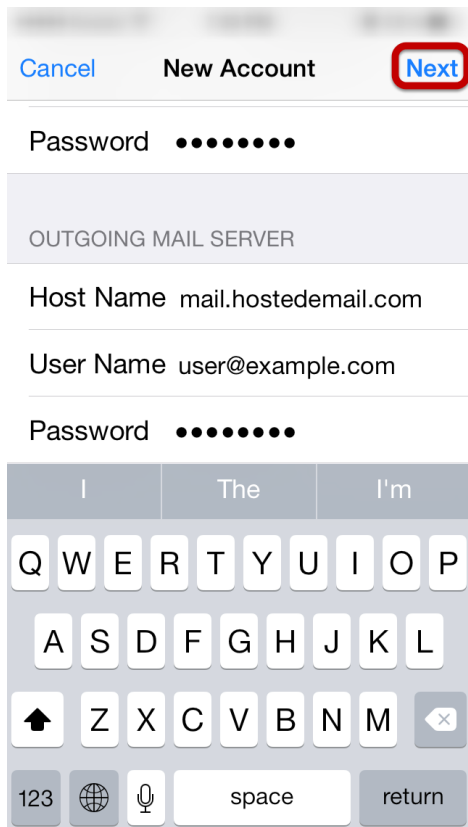 Cancel New Account Next
Password ●●●●●●●●
OUTGOING MAIL SERVER
Host Name mail.hostedemail.com
User Name user@example.com
Password ●●●●●●●●
I The I'm
Q W E R T Y U I O P
A S D F G H J K L
Z X C V B N M
123 space return